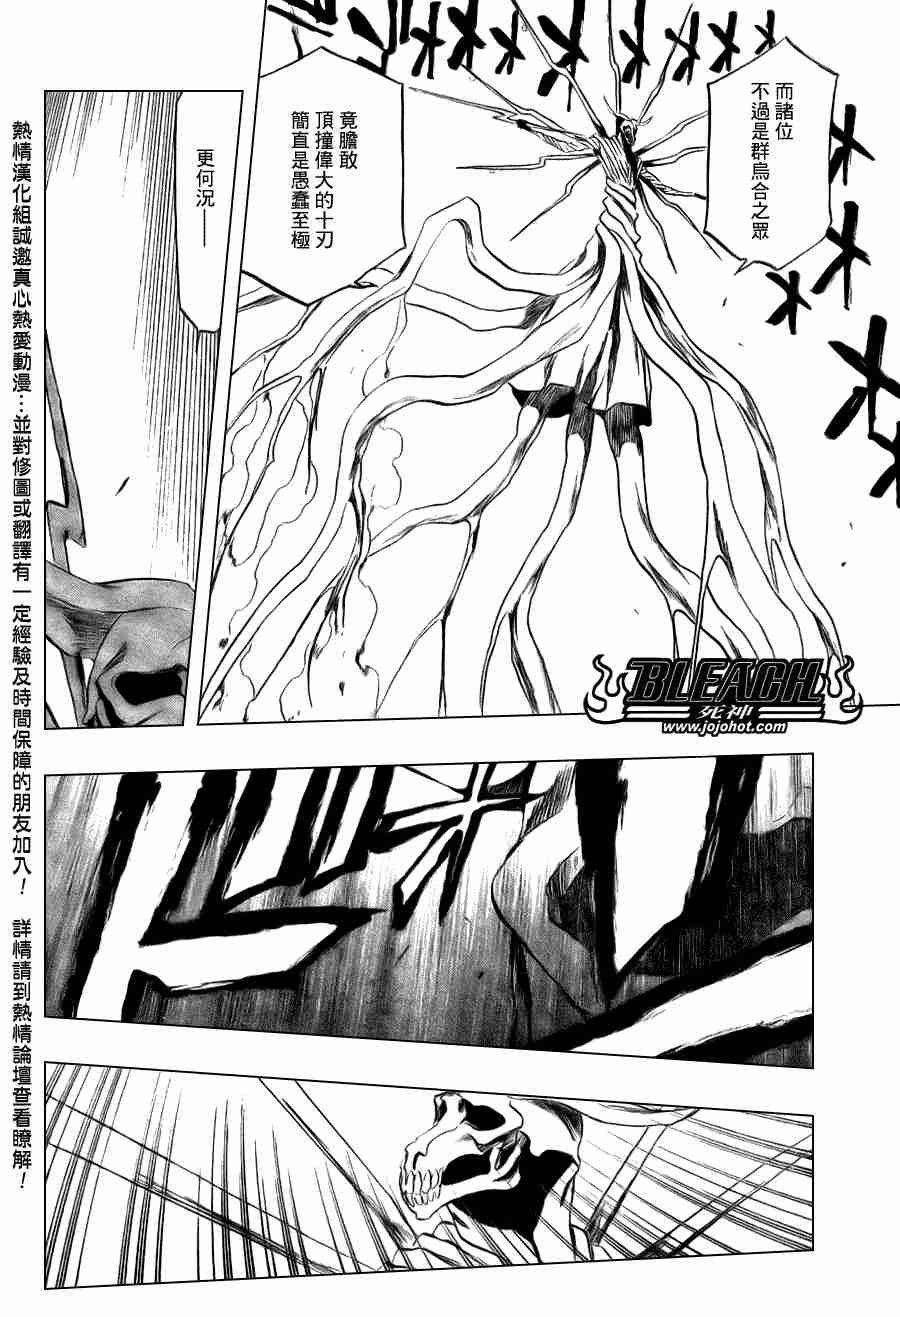 而諸位
不過是群烏合之眾
竟膽敢
頂撞偉大的十刃
簡直是愚蠢至極
更何況——
熱情漢化組誠邀真心熱愛動漫…並對修圖或翻譯有一定經驗及時間保障的朋友加入！ 詳情請到熱情論壇查看瞭解！
BLEACH
死神
www.jojohot.com